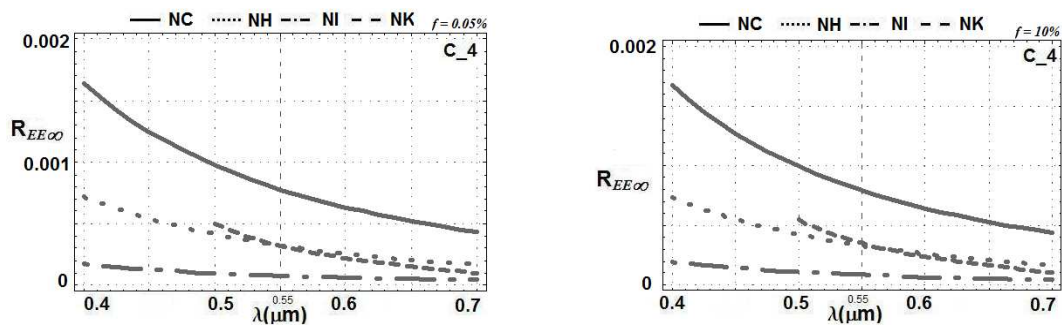 NC NH NI NK
f = 0.05%
C_4
0.002
R_EE∞
0.001
0
0.4 0.5 0.55 0.6 0.7
λ(μm)
NC NH NI NK
f = 10%
C_4
0.002
R_EE∞
0
0.4 0.5 0.55 0.6 0.7
λ(μm)